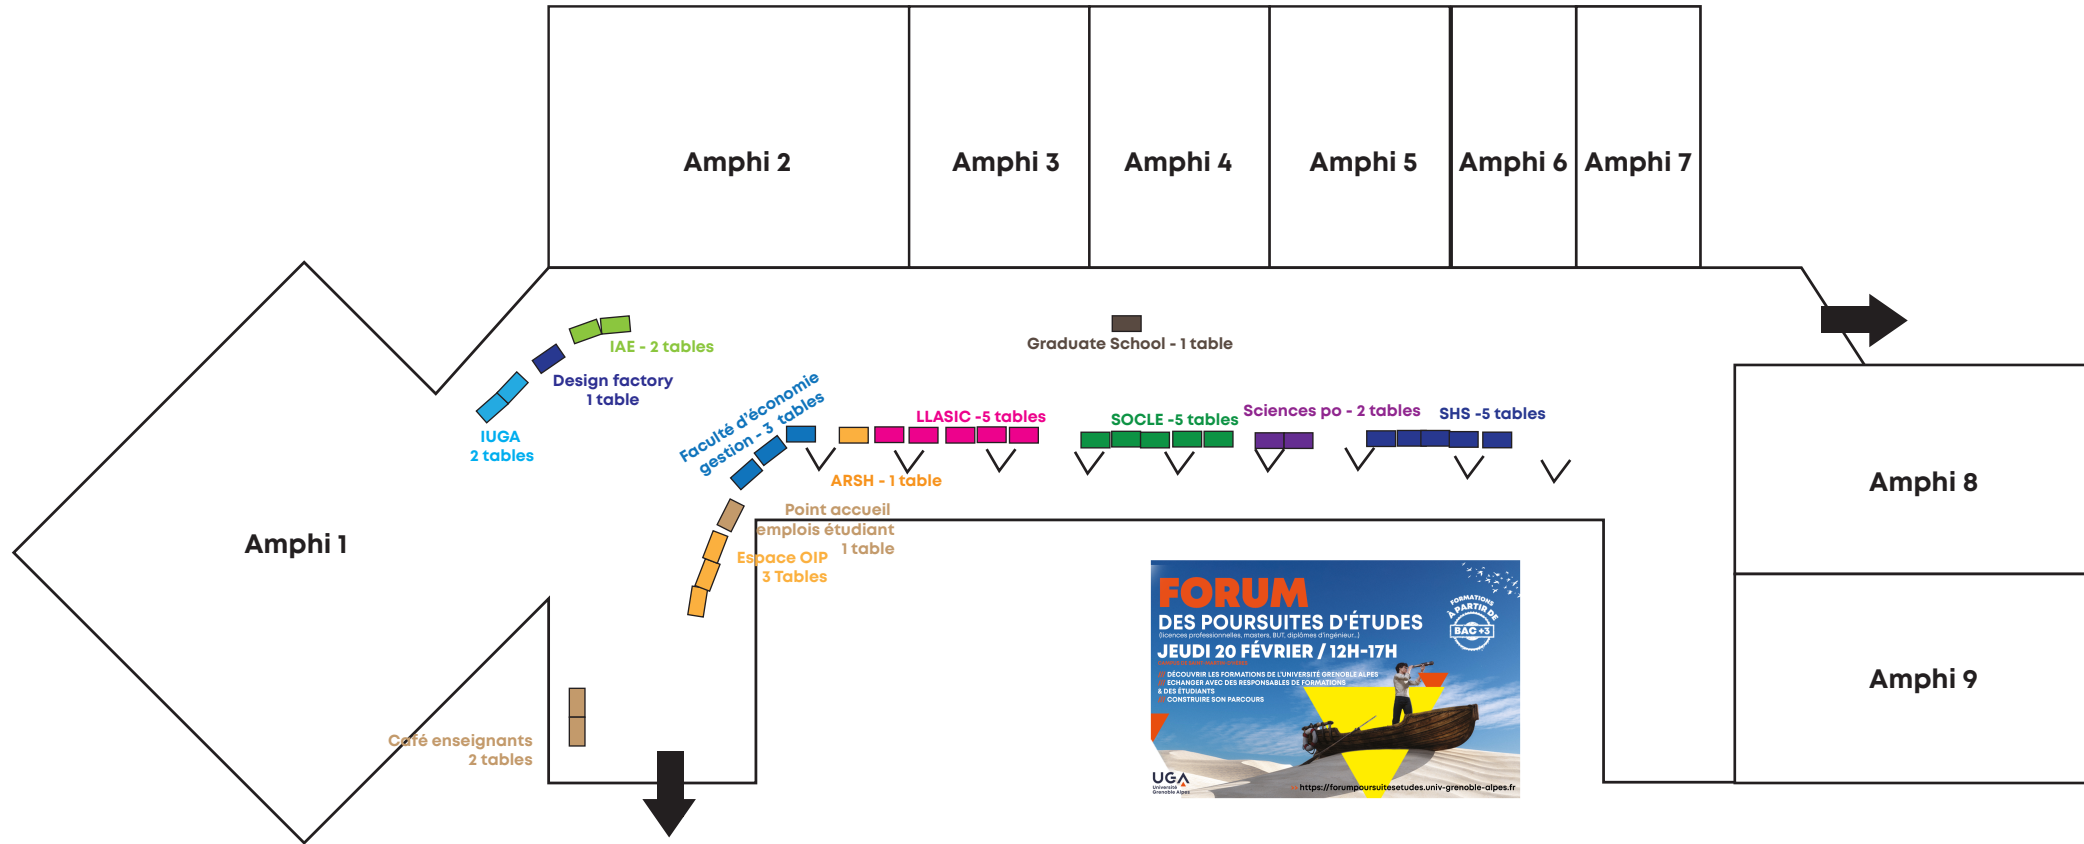 Amphi 2
Amphi 3
Amphi 4
Amphi 5
Amphi 6
Amphi 7
IAE - 2 tables
Graduate School - 1 table
Design factory
1 table
IUGA
2 tables
Faculté d'économie
gestion - 3 tables
LLASIC -5 tables
SOCLE -5 tables
Sciences po - 2 tables
SHS -5 tables
ARSH - 1 table
Point accueil
emplois étudiant
1 table
Espace OIP
3 Tables
Amphi 1
Amphi 8
Amphi 9
Café enseignants
2 tables
FORUM
DES POURSUITES D'ÉTUDES
(licences professionnelles, masters, BUT, diplômes d'ingénieur...)
JEUDI 20 FÉVRIER / 12H-17H
DÉCOUVRIR LES FORMATIONS DE L'UNIVERSITÉ GRENOBLE ALPES
ECHANGER AVEC DES RESPONSABLES DE FORMATIONS
& DES ÉTUDIANTS
CONSTRUIRE SON PARCOURS
FORMATIONS
À PARTIR DE
BAC +3
UGA
Université
Grenoble Alpes
https://forumpoursuitesetudes.univ-grenoble-alpes.fr